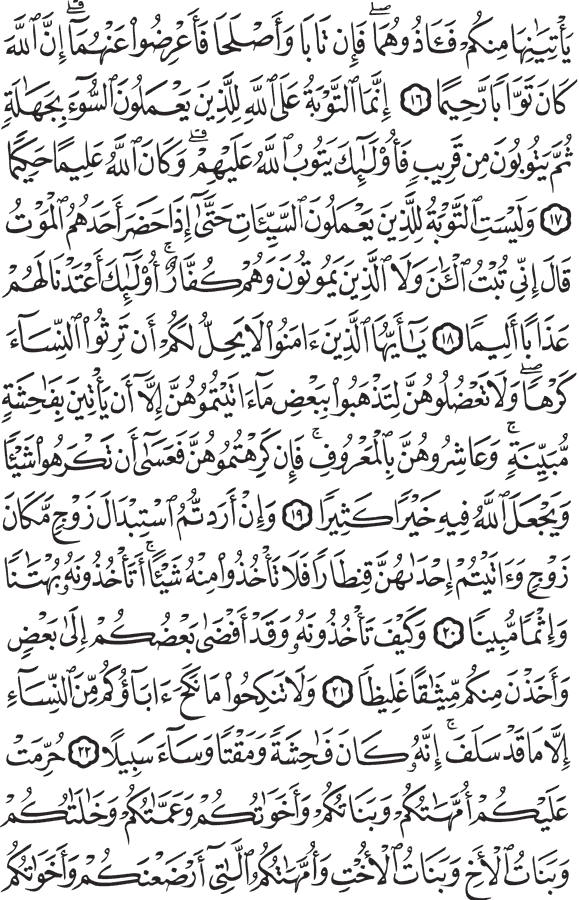 يَأْتِيَـٰنِهَا مِنكُمْ فَـَٔاذُوهُمَا ۖ فَإِن تَابَا وَأَصْلَحَا فَأَعْرِضُوا۟ عَنْهُمَآ ۗ إِنَّ ٱللَّهَ
كَانَ تَوَّابًا رَّحِيمًا ١٦ إِنَّمَا ٱلتَّوْبَةُ عَلَى ٱللَّهِ لِلَّذِينَ يَعْمَلُونَ ٱلسُّوٓءَ بِجَهَـٰلَةٍ
ثُمَّ يَتُوبُونَ مِن قَرِيبٍ فَأُو۟لَـٰٓئِكَ يَتُوبُ ٱللَّهُ عَلَيْهِمْ ۗ وَكَانَ ٱللَّهُ عَلِيمًا حَكِيمًا
١٧ وَلَيْسَتِ ٱلتَّوْبَةُ لِلَّذِينَ يَعْمَلُونَ ٱلسَّيِّـَٔاتِ حَتَّىٰٓ إِذَا حَضَرَ أَحَدَهُمُ ٱلْمَوْتُ
قَالَ إِنِّى تُبْتُ ٱلْـَٔـٰنَ وَلَا ٱلَّذِينَ يَمُوتُونَ وَهُمْ كُفَّارٌ ۚ أُو۟لَـٰٓئِكَ أَعْتَدْنَا لَهُمْ
عَذَابًا أَلِيمًا ١٨ يَـٰٓأَيُّهَا ٱلَّذِينَ ءَامَنُوا۟ لَا يَحِلُّ لَكُمْ أَن تَرِثُوا۟ ٱلنِّسَآءَ
كَرْهًا ۖ وَلَا تَعْضُلُوهُنَّ لِتَذْهَبُوا۟ بِبَعْضِ مَآ ءَاتَيْتُمُوهُنَّ إِلَّآ أَن يَأْتِينَ بِفَـٰحِشَةٍ
مُّبَيِّنَةٍ ۚ وَعَاشِرُوهُنَّ بِٱلْمَعْرُوفِ ۚ فَإِن كَرِهْتُمُوهُنَّ فَعَسَىٰٓ أَن تَكْرَهُوا۟ شَيْـًٔا
وَيَجْعَلَ ٱللَّهُ فِيهِ خَيْرًا كَثِيرًا ١٩ وَإِنْ أَرَدتُّمُ ٱسْتِبْدَالَ زَوْجٍ مَّكَانَ
زَوْجٍ وَءَاتَيْتُمْ إِحْدَىٰهُنَّ قِنطَارًا فَلَا تَأْخُذُوا۟ مِنْهُ شَيْـًٔا ۚ أَتَأْخُذُونَهُۥ بُهْتَـٰنًا
وَإِثْمًا مُّبِينًا ٢٠ وَكَيْفَ تَأْخُذُونَهُۥ وَقَدْ أَفْضَىٰ بَعْضُكُمْ إِلَىٰ بَعْضٍ
وَأَخَذْنَ مِنكُم مِّيثَـٰقًا غَلِيظًا ٢١ وَلَا تَنكِحُوا۟ مَا نَكَحَ ءَابَآؤُكُم مِّنَ ٱلنِّسَآءِ
إِلَّا مَا قَدْ سَلَفَ ۚ إِنَّهُۥ كَانَ فَـٰحِشَةً وَمَقْتًا وَسَآءَ سَبِيلًا ٢٢ حُرِّمَتْ
عَلَيْكُمْ أُمَّهَـٰتُكُمْ وَبَنَاتُكُمْ وَأَخَوَٰتُكُمْ وَعَمَّـٰتُكُمْ وَخَـٰلَـٰتُكُمْ
وَبَنَاتُ ٱلْأَخِ وَبَنَاتُ ٱلْأُخْتِ وَأُمَّهَـٰتُكُمُ ٱلَّـٰتِىٓ أَرْضَعْنَكُمْ وَأَخَوَٰتُكُم